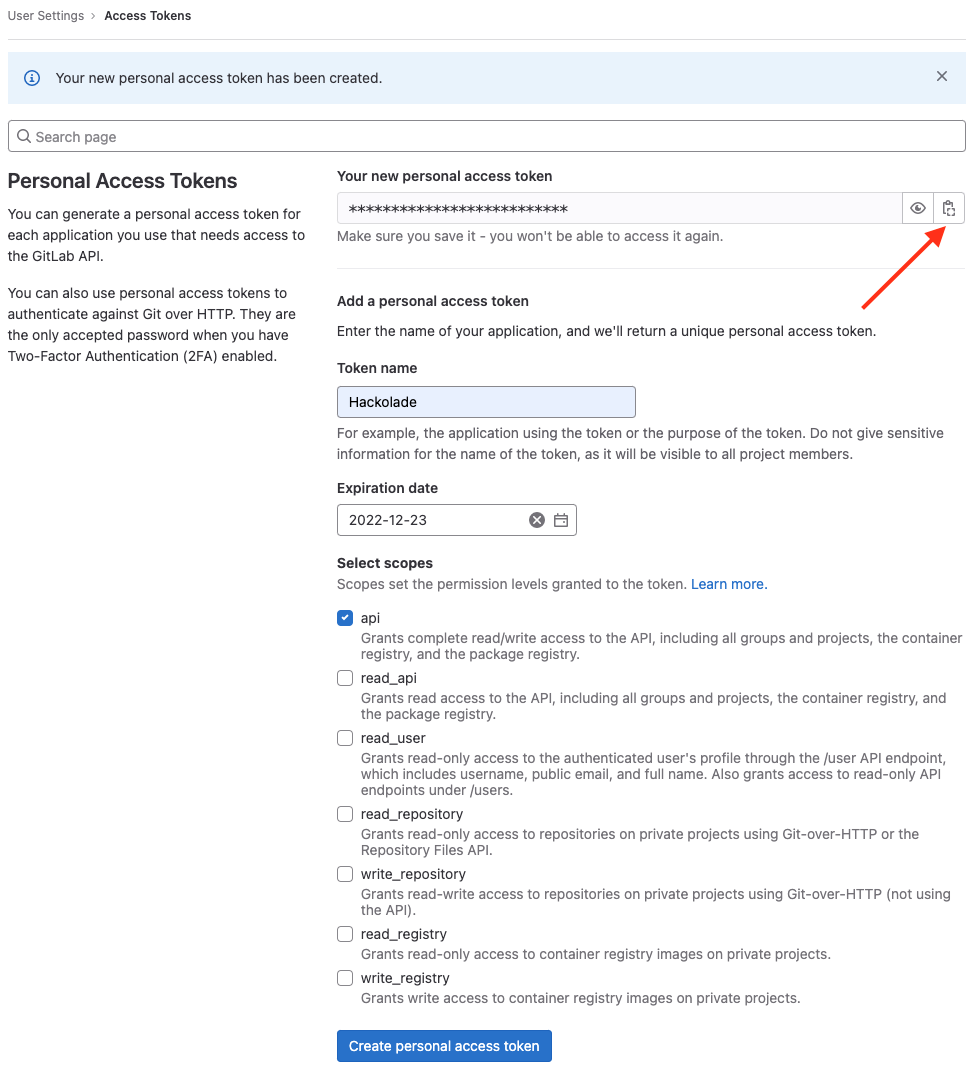 User Settings › Access Tokens
Your new personal access token has been created.
Search page
Personal Access Tokens
You can generate a personal access token for
each application you use that needs access to
the GitLab API.
You can also use personal access tokens to
authenticate against Git over HTTP. They are
the only accepted password when you have
Two-Factor Authentication (2FA) enabled.
Your new personal access token
**************************
Make sure you save it - you won't be able to access it again.
Add a personal access token
Enter the name of your application, and we'll return a unique personal access token.
Token name
Hackolade
For example, the application using the token or the purpose of the token. Do not give sensitive
information for the name of the token, as it will be visible to all project members.
Expiration date
2022-12-23
Select scopes
Scopes set the permission levels granted to the token. Learn more.
api
Grants complete read/write access to the API, including all groups and projects, the container
registry, and the package registry.
read_api
Grants read access to the API, including all groups and projects, the container registry, and
the package registry.
read_user
Grants read-only access to the authenticated user's profile through the /user API endpoint,
which includes username, public email, and full name. Also grants access to read-only API
endpoints under /users.
read_repository
Grants read-only access to repositories on private projects using Git-over-HTTP or the
Repository Files API.
write_repository
Grants read-write access to repositories on private projects using Git-over-HTTP (not using
the API).
read_registry
Grants read-only access to container registry images on private projects.
write_registry
Grants write access to container registry images on private projects.
Create personal access token